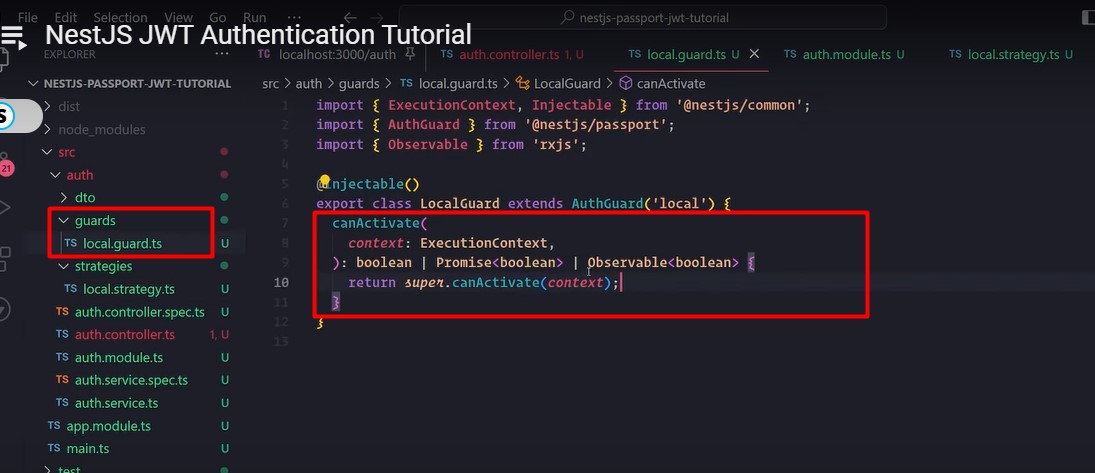 File Edit Selection View Go Run ... nestjs-passport-jwt-tutorial
NestJS JWT Authentication Tutorial
EXPLORER ...
localhost:3000/auth
TS auth.controller.ts 1, U
TS local.guard.ts U
TS auth.module.ts U
TS local.strategy.ts U
NESTJS-PASSPORT-JWT-TUTORIAL
src > auth > guards > TS local.guard.ts > LocalGuard > canActivate
dist
node_modules
src
auth
dto
guards
TS local.guard.ts U
strategies
TS local.strategy.ts U
TS auth.controller.spec.ts U
TS auth.controller.ts 1, U
TS auth.module.ts U
TS auth.service.spec.ts U
TS auth.service.ts U
TS app.module.ts U
TS main.ts U
test
21
1 import { ExecutionContext, Injectable } from '@nestjs/common';
2 import { AuthGuard } from '@nestjs/passport';
3 import { Observable } from 'rxjs';
4
5 @Injectable()
6 export class LocalGuard extends AuthGuard('local') {
7 canActivate(
8 context: ExecutionContext,
9 ): boolean | Promise<boolean> | Observable<boolean> {
10 return super.canActivate(context);
11 }
12 }
13